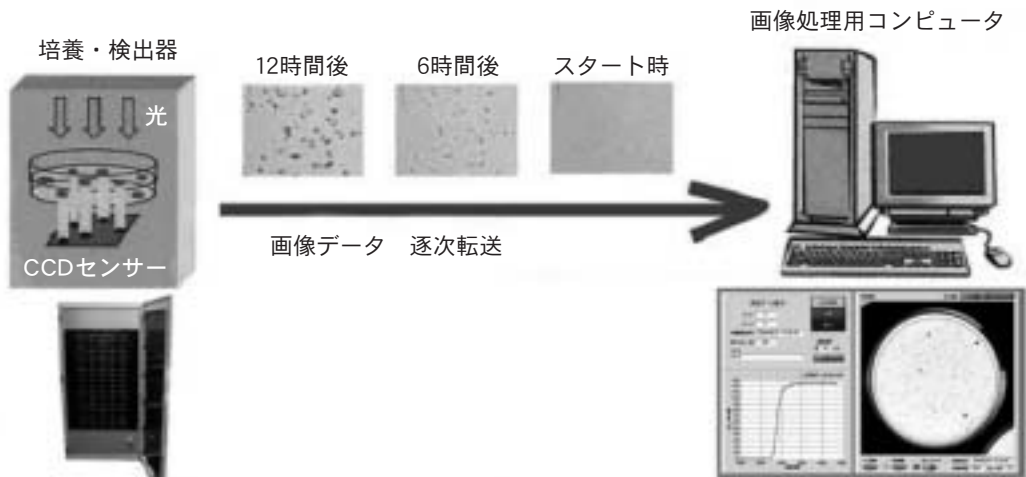 培養・検出器
光
CCDセンサー
12時間後
6時間後
スタート時
画像データ 逐次転送
画像処理用コンピュータ